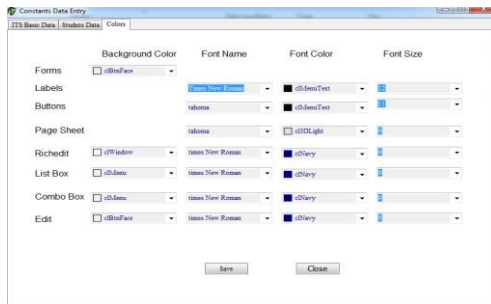 Constants Data Entry
ITS Basic Data Students Data Colors
Background Color Font Name Font Color Font Size
Forms clBtnFace
Labels Times New Roman clMenuText 12
Buttons tahoma clMenuText 11
Page Sheet tahoma cl3DLight
Richedit clWindow times New Roman clNavy
List Box clMenu times New Roman clNavy
Combo Box clMenu times New Roman clNavy
Edit clBtnFace times New Roman clNavy
Save Close